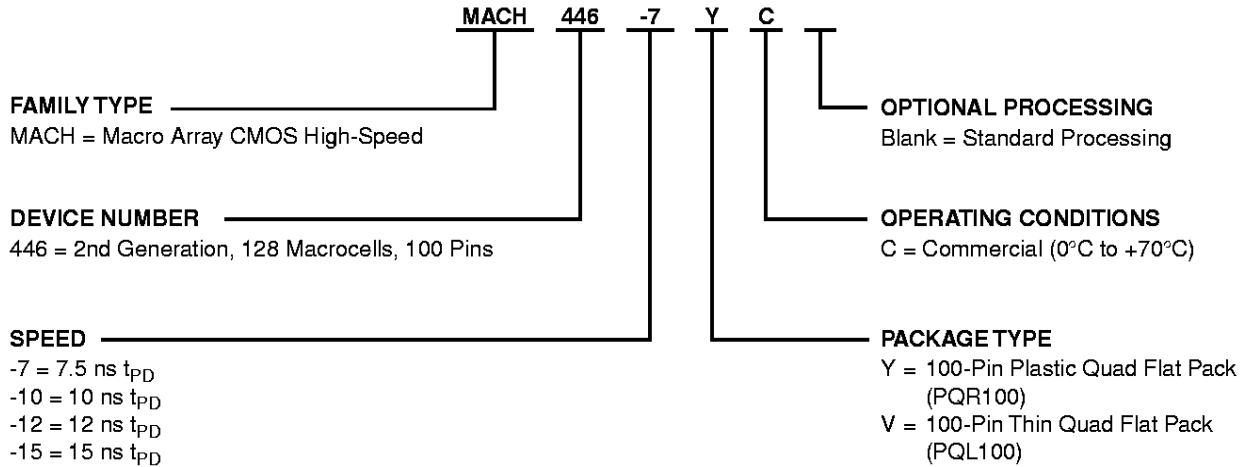 MACH 446 -7 Y C
FAMILY TYPE
MACH = Macro Array CMOS High-Speed
DEVICE NUMBER
446 = 2nd Generation, 128 Macrocells, 100 Pins
SPEED
-7 = 7.5 ns tPD
-10 = 10 ns tPD
-12 = 12 ns tPD
-15 = 15 ns tPD
OPTIONAL PROCESSING
Blank = Standard Processing
OPERATING CONDITIONS
C = Commercial (0°C to +70°C)
PACKAGE TYPE
Y = 100-Pin Plastic Quad Flat Pack
(PQR100)
V = 100-Pin Thin Quad Flat Pack
(PQL100)